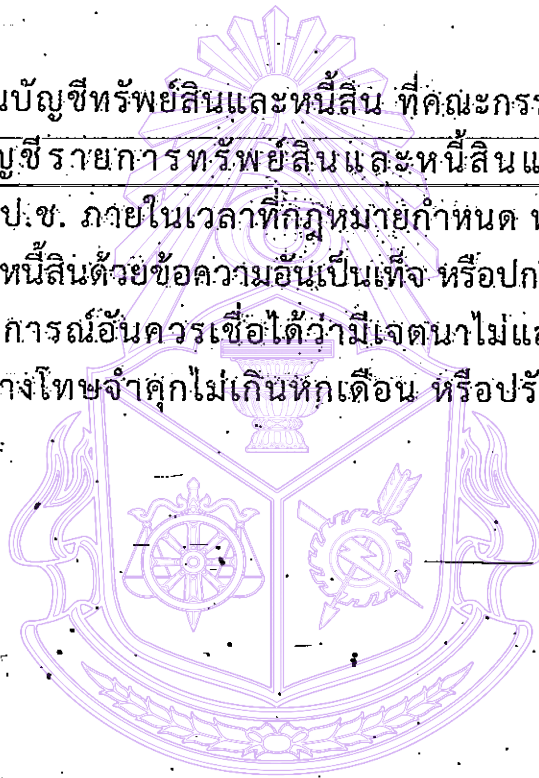 นบัญชีทรัพย์สินและหนี้สิน ที่คณะกรร
ญชีรายการทรัพย์สินและหนี้สินแ
ป.ช. ภายในเวลาที่กฎหมายกำหนด ห
หนี้สินด้วยข้อความอันเป็นเท็จ หรือปก
การณ์อันควรเชื่อได้ว่ามีเจตนาไม่แส
างโทษจำคุกไม่เกินหกเดือน หรือปรั